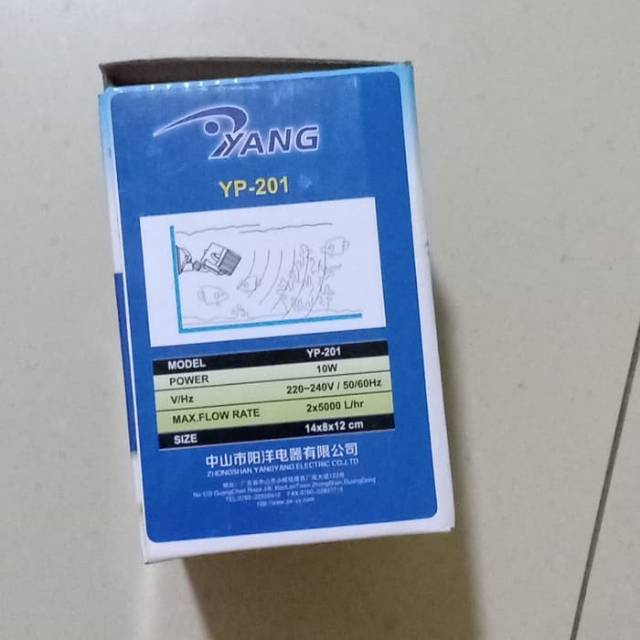 YANG
YP-201
MODEL YP-201
POWER 10W
V/Hz 220~240V / 50/60Hz
MAX.FLOW RATE 2x5000 L/hr
SIZE 14x8x12 cm
中山市阳洋电器有限公司
ZHONGSHAN YANGYANG ELECTRIC CO.,LTD